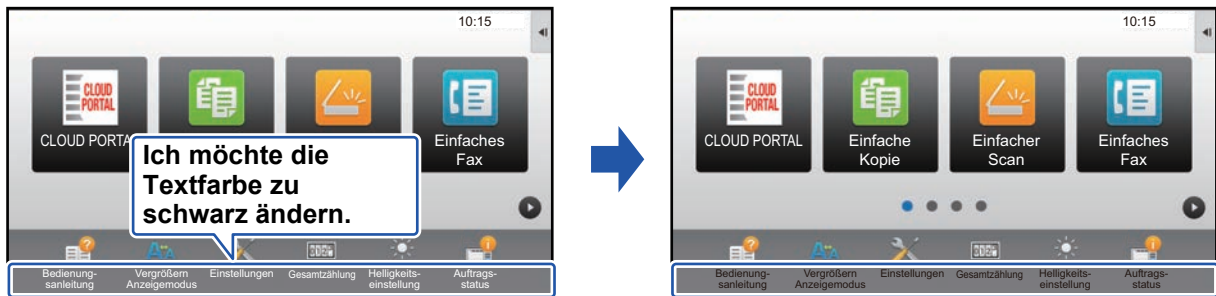 10:15
CLOUD
PORTAL
CLOUD PORTA
Einfaches
Fax
Ich möchte die
Textfarbe zu
schwarz ändern.
Bedienung-
sanleitung
Vergrößern
Anzeigemodus
Einstellungen
Gesamtzählung
Helligkeits-
einstellung
Auftrags-
status
10:15
CLOUD
PORTAL
CLOUD PORTAL
Einfache
Kopie
Einfacher
Scan
Einfaches
Fax
Bedienung-
sanleitung
Vergrößern
Anzeigemodus
Einstellungen
Gesamtzählung
Helligkeits-
einstellung
Auftrags-
status